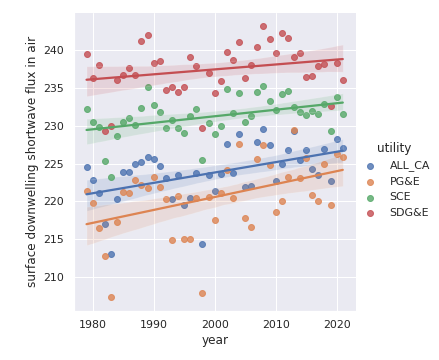 surface downwelling shortwave flux in air
235
230
225
220
215
210
240
1980
1990
2000
2010
2020
year
utility
ALL_CA
PG&E
SCE
SDG&E